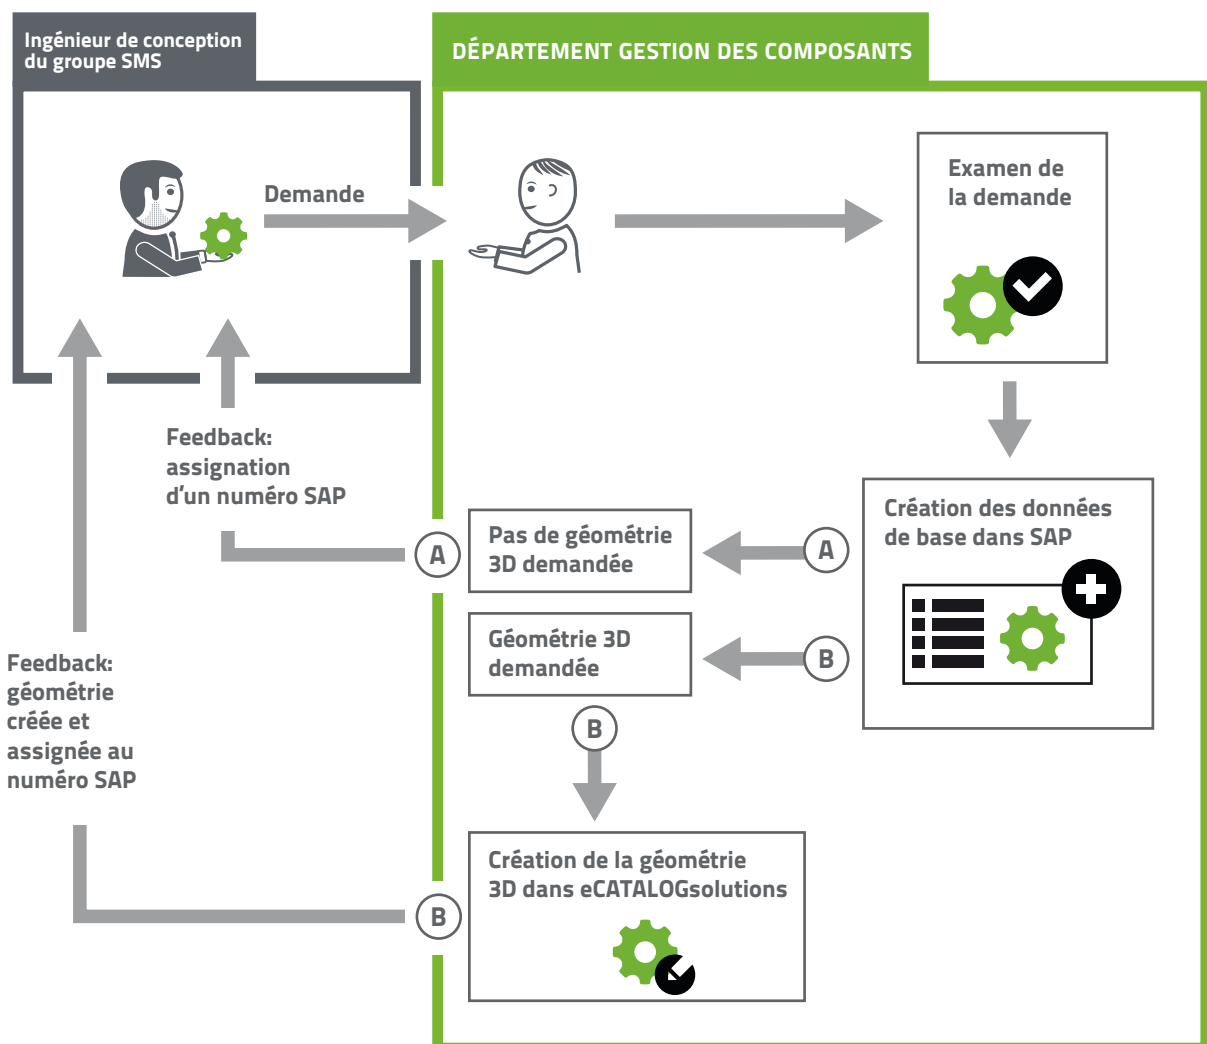 Ingénieur de conception
du groupe SMS
DÉPARTEMENT GESTION DES COMPOSANTS
Demande
Examen de
la demande
Feedback:
assignation
d'un numéro SAP
Création des données
de base dans SAP
A
Pas de géométrie
3D demandée
A
Géométrie 3D
demandée
B
B
Feedback:
géométrie
créée et
assignée au
numéro SAP
Création de la géométrie
3D dans eCATALOGsolutions
B